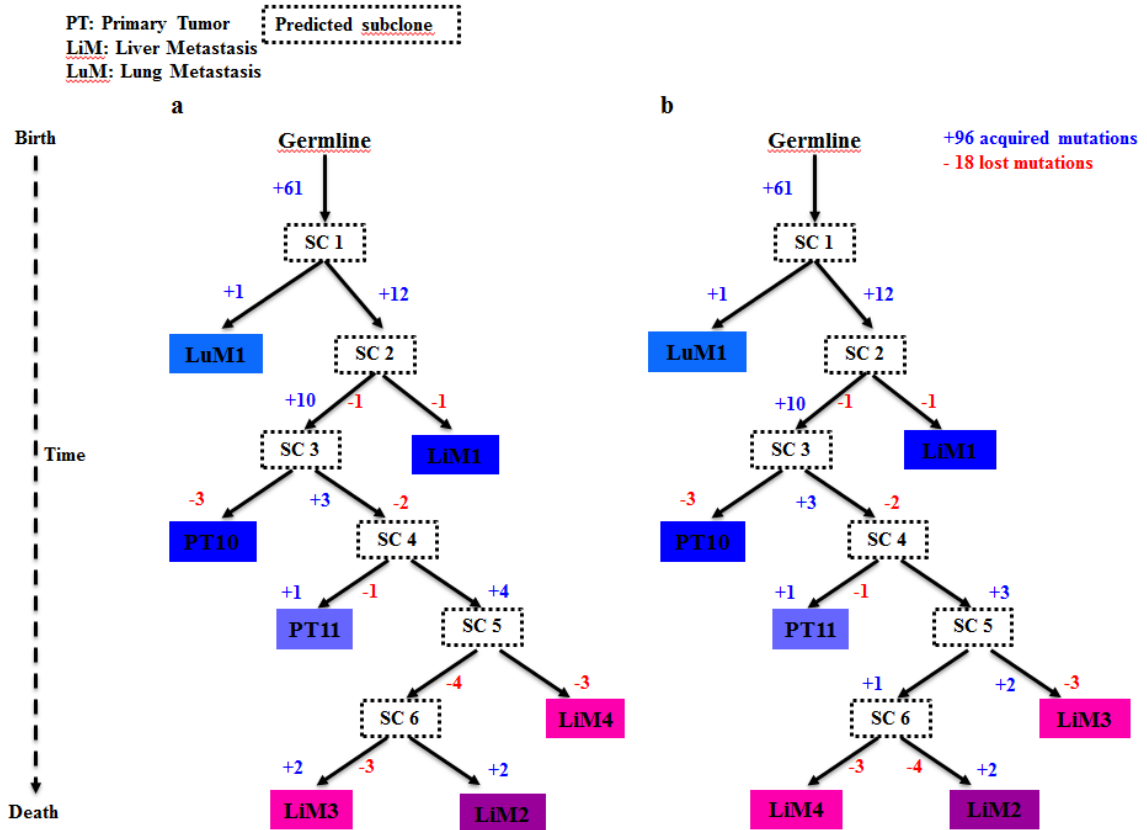 PT: Primary Tumor
Predicted subclone
LiM: Liver Metastasis
LuM: Lung Metastasis
a
b
Birth
Germline
Germline
+96 acquired mutations
- 18 lost mutations
+61
+61
SC 1
SC 1
+1
+12
+1
+12
LuM1
SC 2
LuM1
SC 2
+10
-1
-1
+10
-1
-1
Time
SC 3
LiM1
SC 3
LiM1
-3
+3
-2
-3
+3
-2
PT10
SC 4
PT10
SC 4
+1
-1
+4
+1
-1
+3
PT11
SC 5
PT11
SC 5
-4
-3
+1
+2
-3
SC 6
LiM4
SC 6
LiM3
+2
-3
+2
-3
-4
+2
Death
LiM3
LiM2
LiM4
LiM2